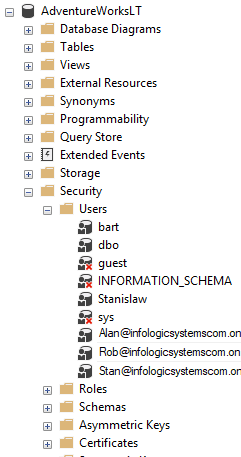 AdventureWorksLT
Database Diagrams
Tables
Views
External Resources
Synonyms
Programmability
Query Store
Extended Events
Storage
Security
Users
bart
dbo
guest
INFORMATION_SCHEMA
Stanislaw
sys
Alan@infologicsystemscom.on
Rob@infologicsystemscom.on
Stan@infologicsystemscom.on
Roles
Schemas
Asymmetric Keys
Certificates